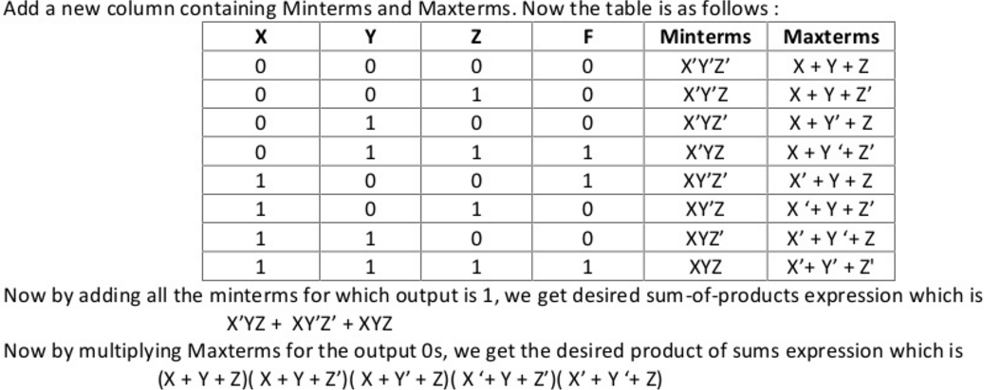 Add a new column containing Minterms and Maxterms. Now the table is as follows :
X Y Z F Minterms Maxterms
0 0 0 0 X’Y’Z’ X + Y + Z
0 0 1 0 X’Y’Z X + Y + Z’
0 1 0 0 X’YZ’ X + Y’ + Z
0 1 1 1 X’YZ X + Y ‘+ Z’
1 0 0 1 XY’Z’ X’ + Y + Z
1 0 1 0 XY’Z X ‘+ Y + Z’
1 1 0 0 XYZ’ X’ + Y ‘+ Z
1 1 1 1 XYZ X’+ Y’ + Z'
Now by adding all the minterms for which output is 1, we get desired sum-of-products expression which is
X’YZ + XY’Z’ + XYZ
Now by multiplying Maxterms for the output 0s, we get the desired product of sums expression which is
(X + Y + Z)( X + Y + Z’)( X + Y’ + Z)( X ‘+ Y + Z’)( X’ + Y ‘+ Z)